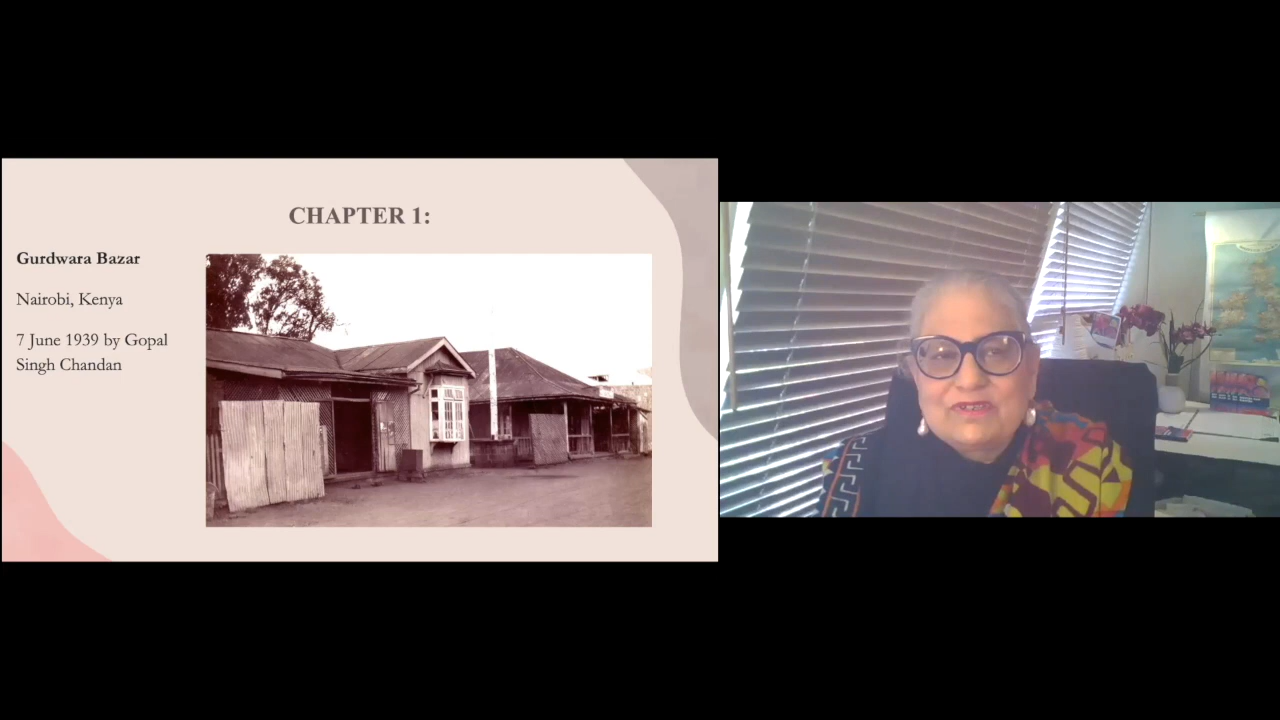 CHAPTER 1:
Gurdwara Bazar
Nairobi, Kenya
7 June 1939 by Gopal
Singh Chandan